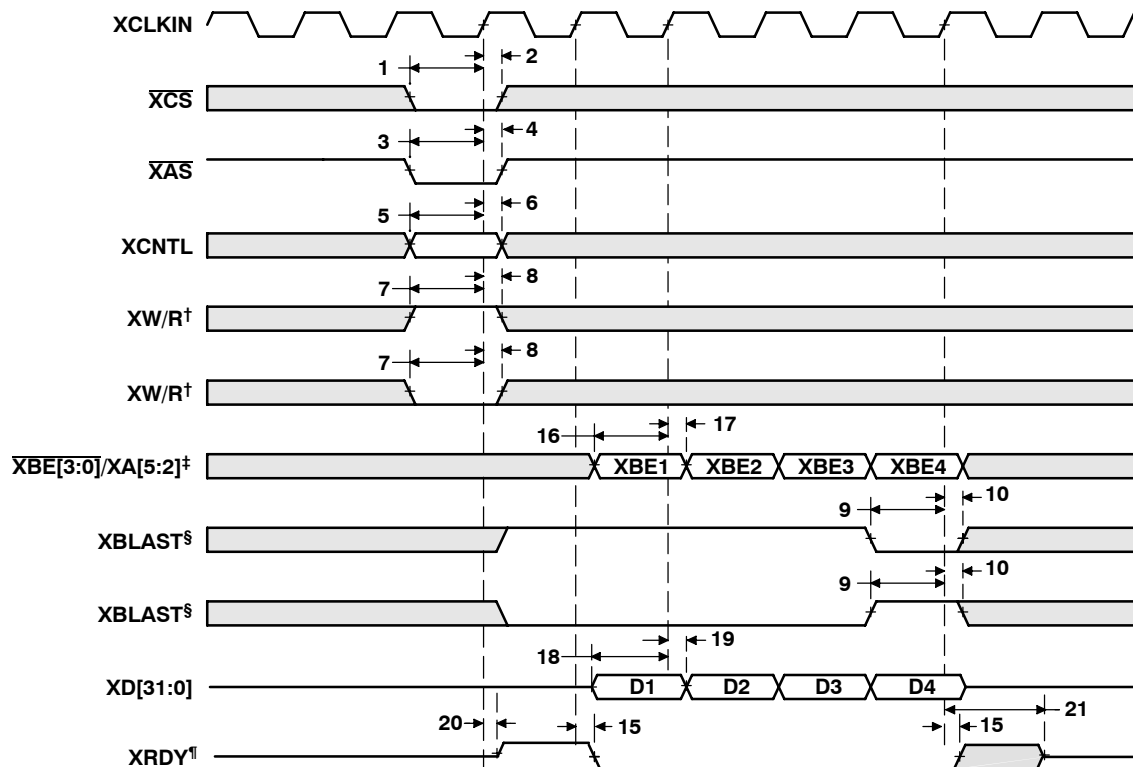 XCLKIN
1
2
XCS
3
4
XAS
5
6
XCNTL
7
8
XW/R†
7
8
XW/R†
16
17
XBE[3:0]/XA[5:2]‡
XBE1 XBE2 XBE3 XBE4
9
10
XBLAST§
9
10
XBLAST§
18
19
XD[31:0]
D1 D2 D3 D4
20
15
15
21
XRDY¶